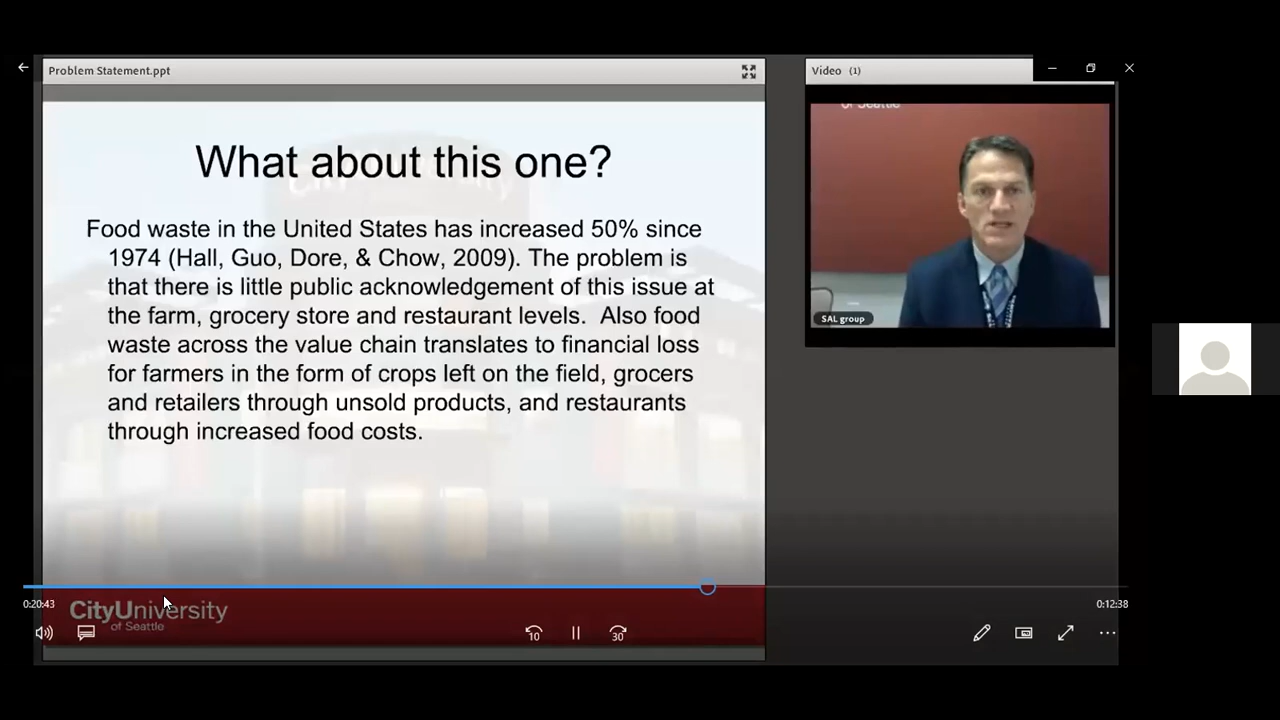 Problem Statement.ppt
Video (1)
of Seattle
What about this one?
Food waste in the United States has increased 50% since
1974 (Hall, Guo, Dore, & Chow, 2009). The problem is
that there is little public acknowledgement of this issue at
the farm, grocery store and restaurant levels. Also food
waste across the value chain translates to financial loss
for farmers in the form of crops left on the field, grocers
and retailers through unsold products, and restaurants
through increased food costs.
SAL group
0:20:43
0:12:38
CityUniversity
of Seattle
10
30